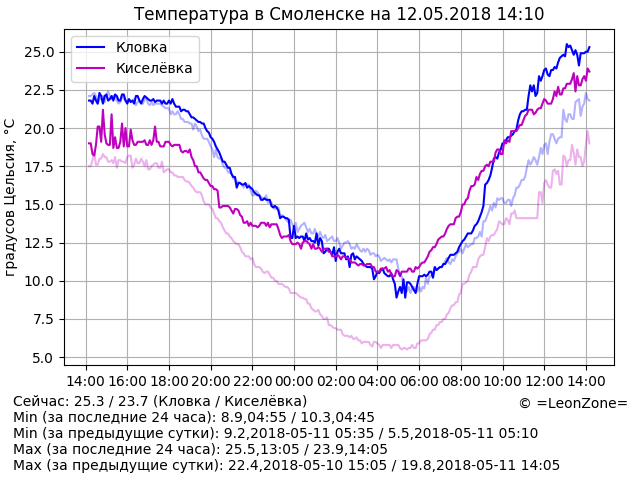 Температура в Смоленске на 12.05.2018 14:10
Кловка
Киселёвка
градусов Цельсия, °C
25.0
22.5
20.0
17.5
15.0
12.5
10.0
7.5
5.0
14:00 16:00 18:00 20:00 22:00 00:00 02:00 04:00 06:00 08:00 10:00 12:00 14:00
Сейчас: 25.3 / 23.7 (Кловка / Киселёвка)
© =LeonZone=
Min (за последние 24 часа): 8.9,04:55 / 10.3,04:45
Min (за предыдущие сутки): 9.2,2018-05-11 05:35 / 5.5,2018-05-11 05:10
Max (за последние 24 часа): 25.5,13:05 / 23.9,14:05
Max (за предыдущие сутки): 22.4,2018-05-10 15:05 / 19.8,2018-05-11 14:05